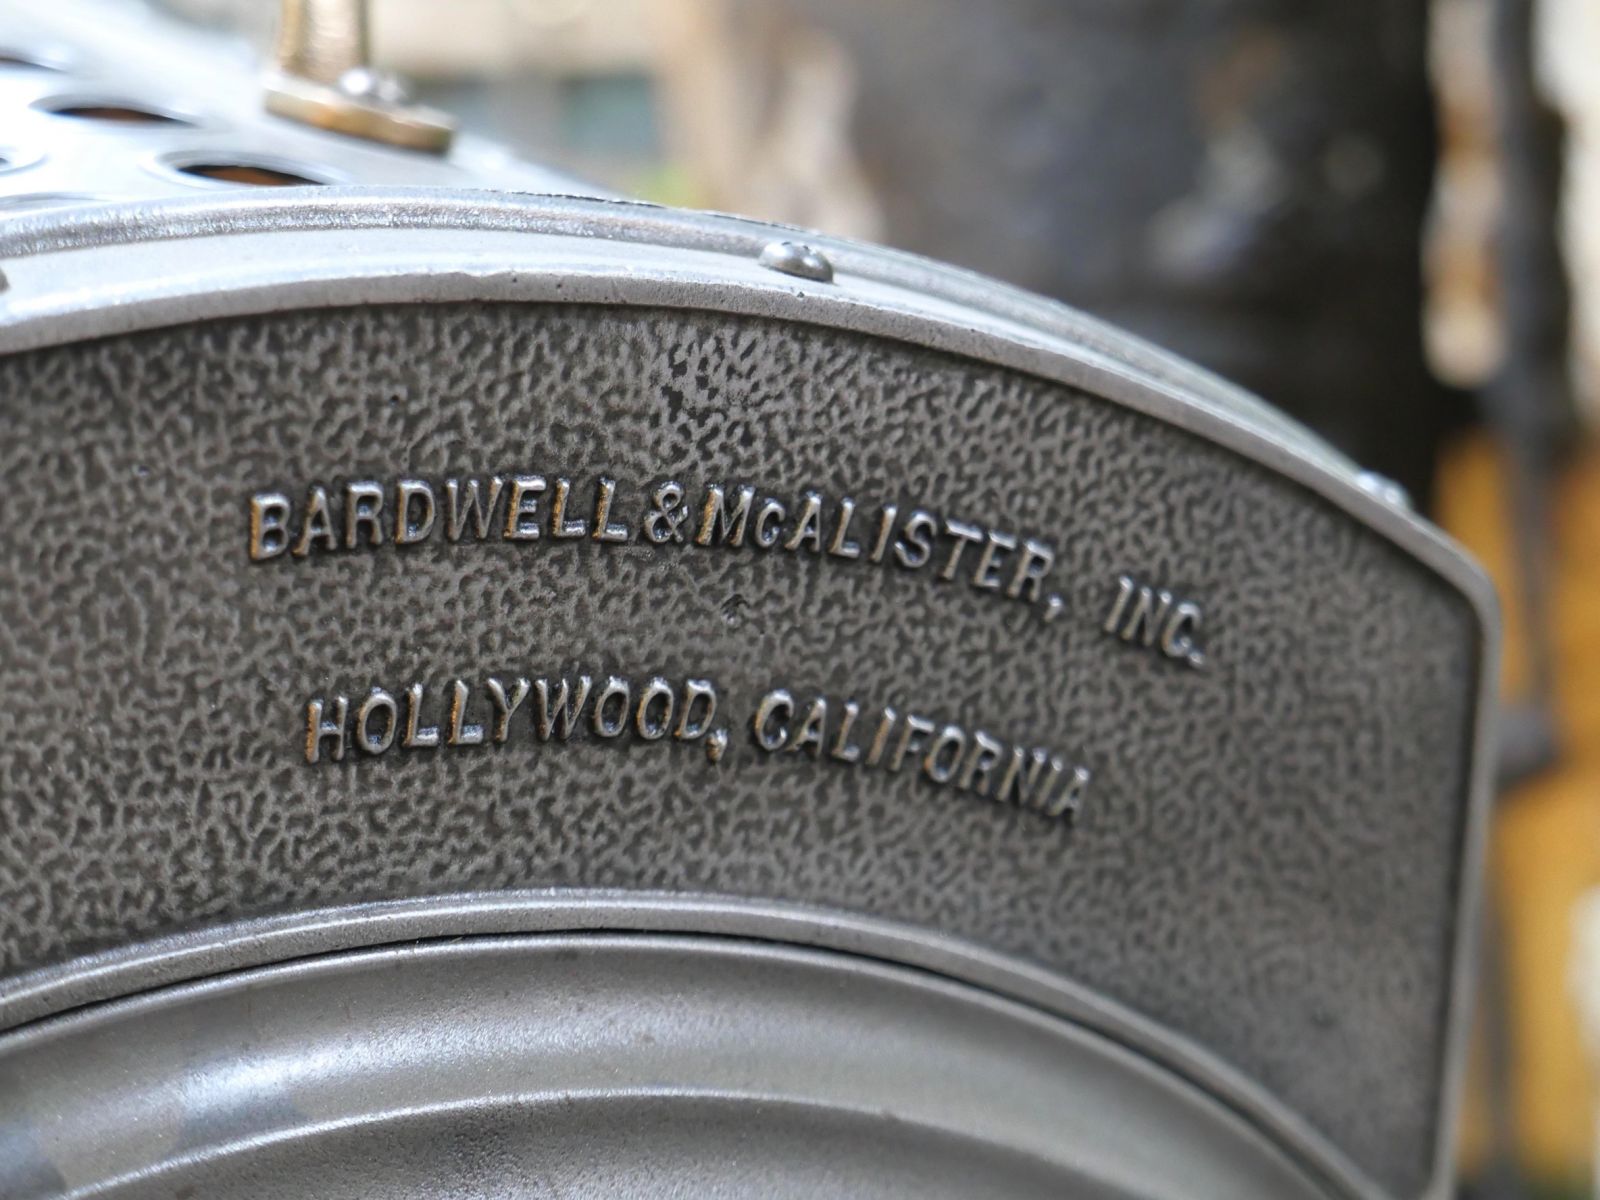 BARDWELL & McALISTER, INC.
HOLLYWOOD, CALIFORNIA